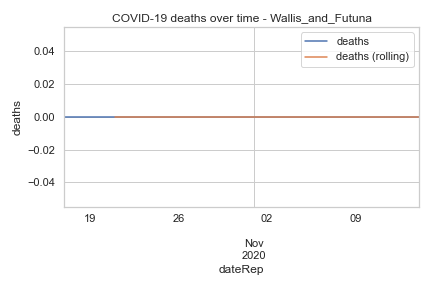 COVID-19 deaths over time - Wallis_and_Futuna
deaths
deaths (rolling)
0.04
0.02
0.00
−0.02
−0.04
deaths
19
26
02
09
Nov
2020
dateRep